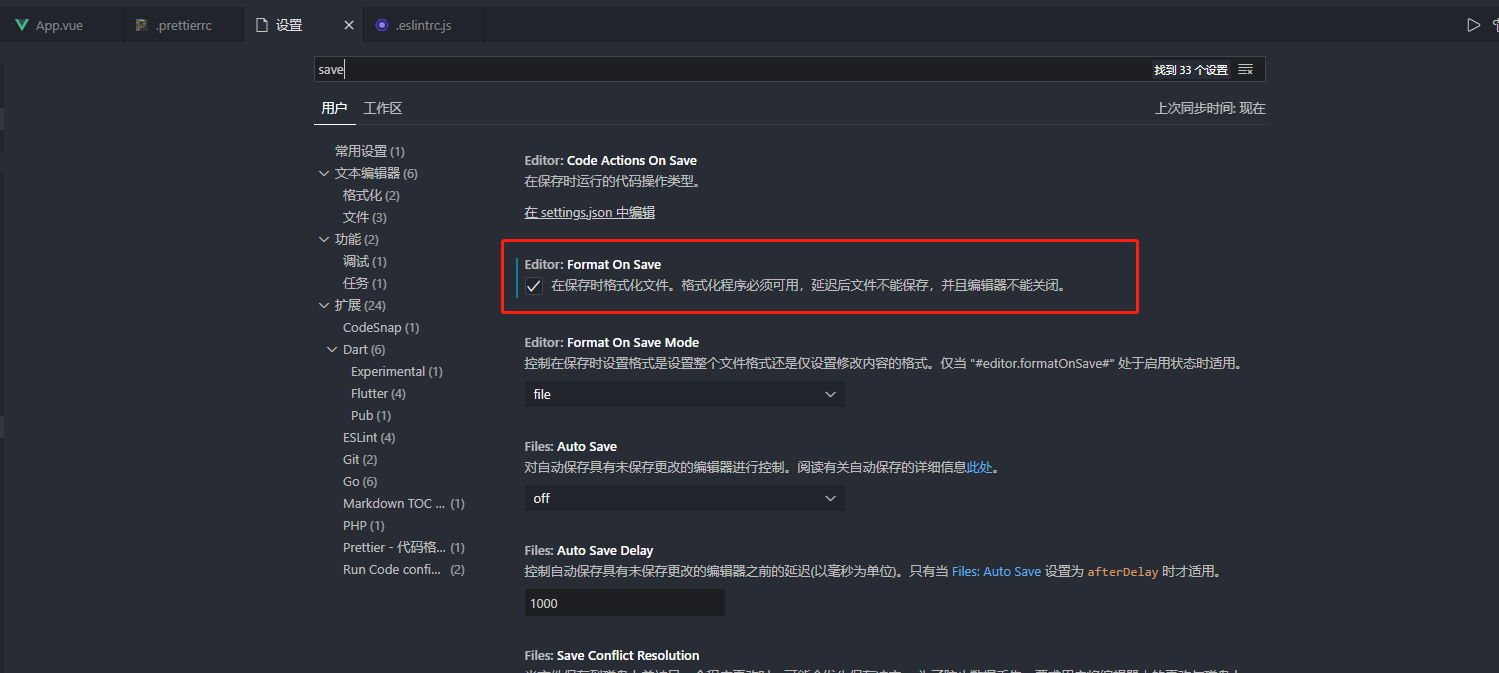 App.vue
.prettierrc
设置
.eslintrc.js
save
找到 33 个设置
用户
工作区
上次同步时间: 现在
常用设置 (1)
文本编辑器 (6)
格式化 (2)
文件 (3)
功能 (2)
调试 (1)
任务 (1)
扩展 (24)
CodeSnap (1)
Dart (6)
Experimental (1)
Flutter (4)
Pub (1)
ESLint (4)
Git (2)
Go (6)
Markdown TOC ... (1)
PHP (1)
Prettier - 代码格... (1)
Run Code confi... (2)
Editor: Code Actions On Save
在保存时运行的代码操作类型。
在 settings.json 中编辑
Editor: Format On Save
在保存时格式化文件。格式化程序必须可用，延迟后文件不能保存，并且编辑器不能关闭。
Editor: Format On Save Mode
控制在保存时设置格式是设置整个文件格式还是仅设置修改内容的格式。仅当 "#editor.formatOnSave#" 处于启用状态时适用。
file
Files: Auto Save
对自动保存具有未保存更改的编辑器进行控制。阅读有关自动保存的详细信息此处。
off
Files: Auto Save Delay
控制自动保存具有未保存更改的编辑器之前的延迟(以毫秒为单位)。只有当 Files: Auto Save 设置为 afterDelay 时才适用。
1000
Files: Save Conflict Resolution